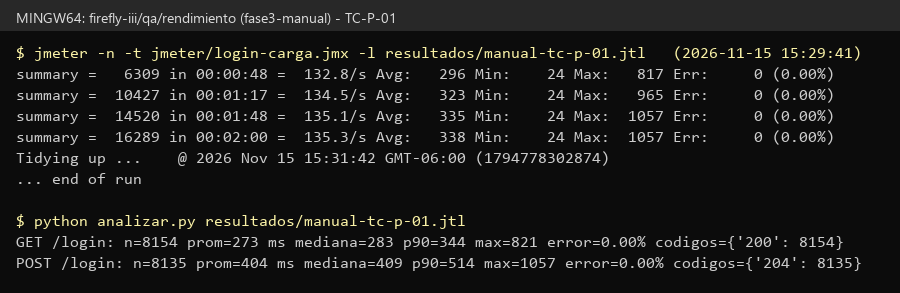 MINGW64: firefly-iii/qa/rendimiento (fase3-manual) - TC-P-01
$ jmeter -n -t jmeter/login-carga.jmx -l resultados/manual-tc-p-01.jtl   (2026-11-15 15:29:41)
summary =   6309 in 00:00:48 =  132.8/s Avg:   296 Min:    24 Max:   817 Err:     0 (0.00%)
summary =  10427 in 00:01:17 =  134.5/s Avg:   323 Min:    24 Max:   965 Err:     0 (0.00%)
summary =  14520 in 00:01:48 =  135.1/s Avg:   335 Min:    24 Max:  1057 Err:     0 (0.00%)
summary =  16289 in 00:02:00 =  135.3/s Avg:   338 Min:    24 Max:  1057 Err:     0 (0.00%)
Tidying up ...    @ 2026 Nov 15 15:31:42 GMT-06:00 (1794778302874)
... end of run
$ python analizar.py resultados/manual-tc-p-01.jtl
GET /login: n=8154 prom=273 ms mediana=283 p90=344 max=821 error=0.00% codigos={'200': 8154}
POST /login: n=8135 prom=404 ms mediana=409 p90=514 max=1057 error=0.00% codigos={'204': 8135}